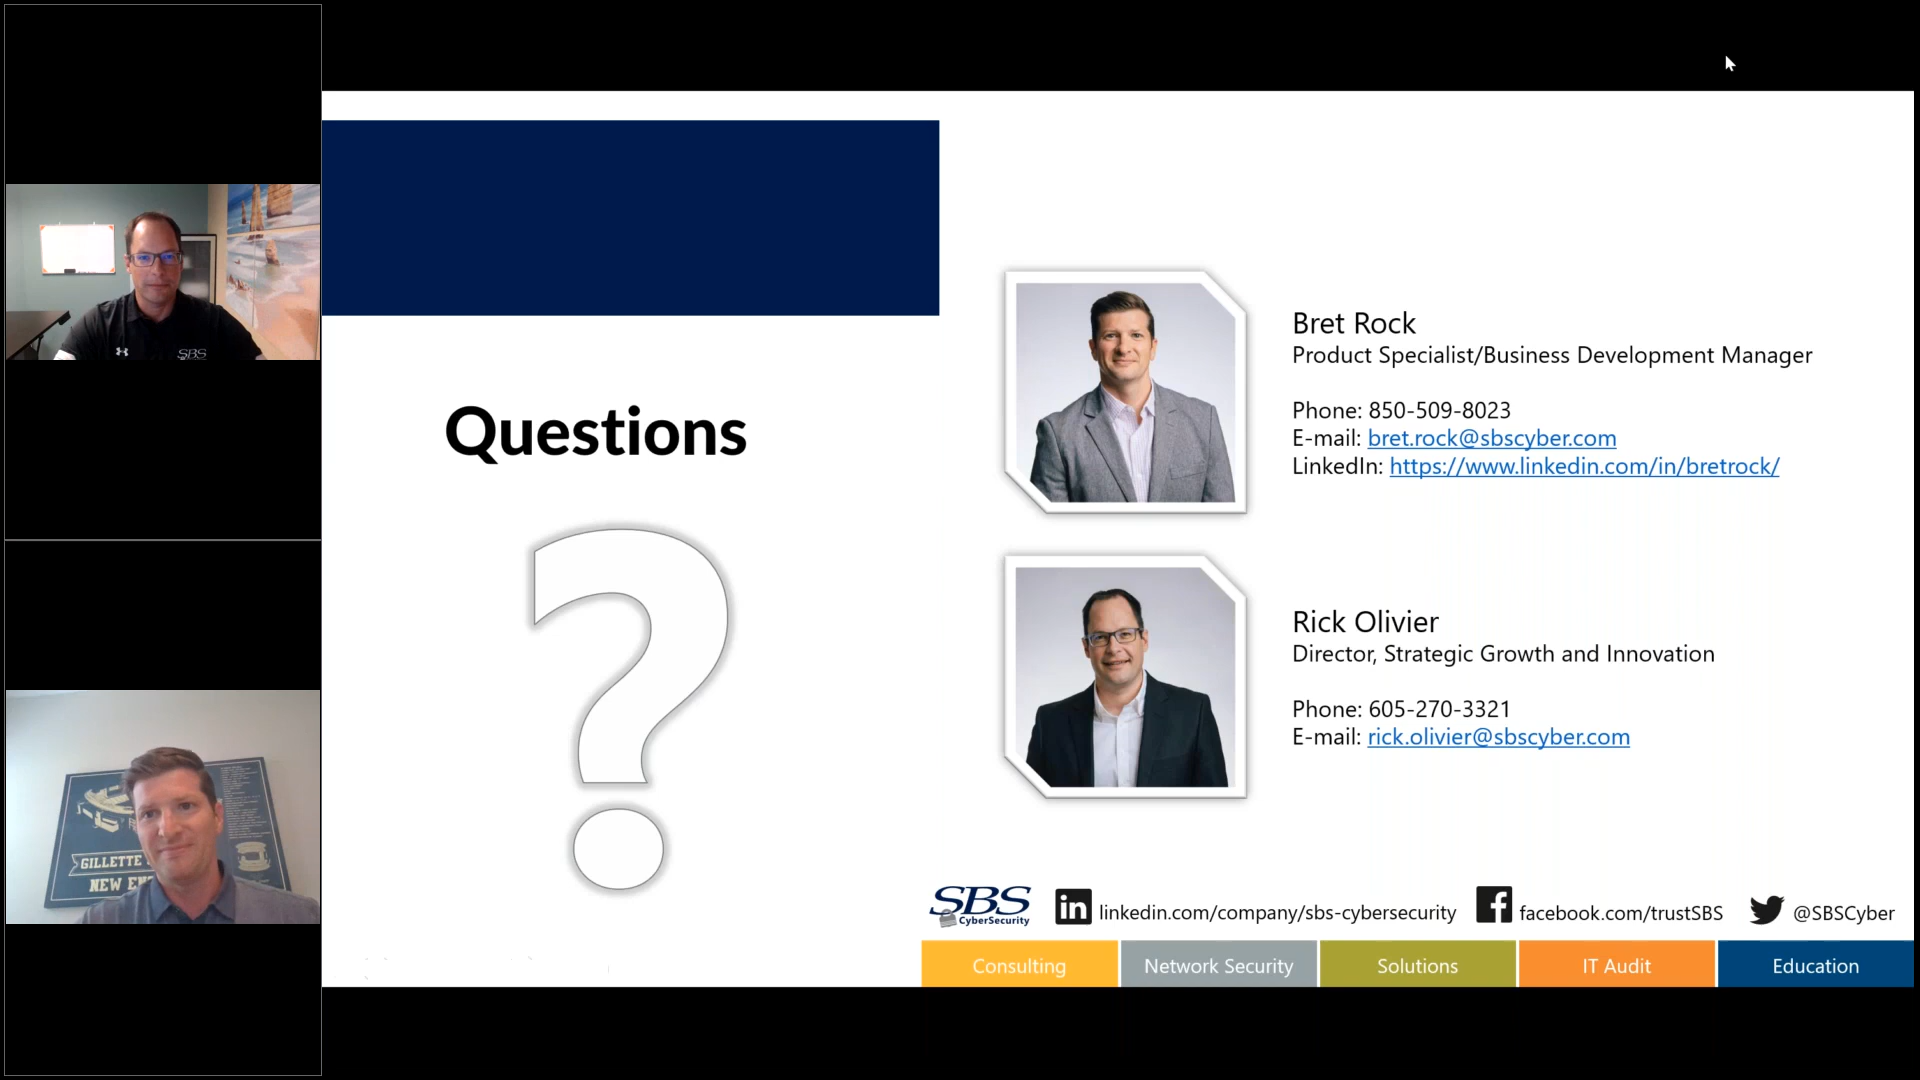 SBS
GILLETTE
NEW
Questions
?
Bret Rock
Product Specialist/Business Development Manager
Phone: 850-509-8023
E-mail: bret.rock@sbscyber.com
LinkedIn: https://www.linkedin.com/in/bretrock/
Rick Olivier
Director, Strategic Growth and Innovation
Phone: 605-270-3321
E-mail: rick.olivier@sbscyber.com
SBS
CyberSecurity
in linkedin.com/company/sbs-cybersecurity
f facebook.com/trustSBS
@SBSCyber
Consulting
Network Security
Solutions
IT Audit
Education